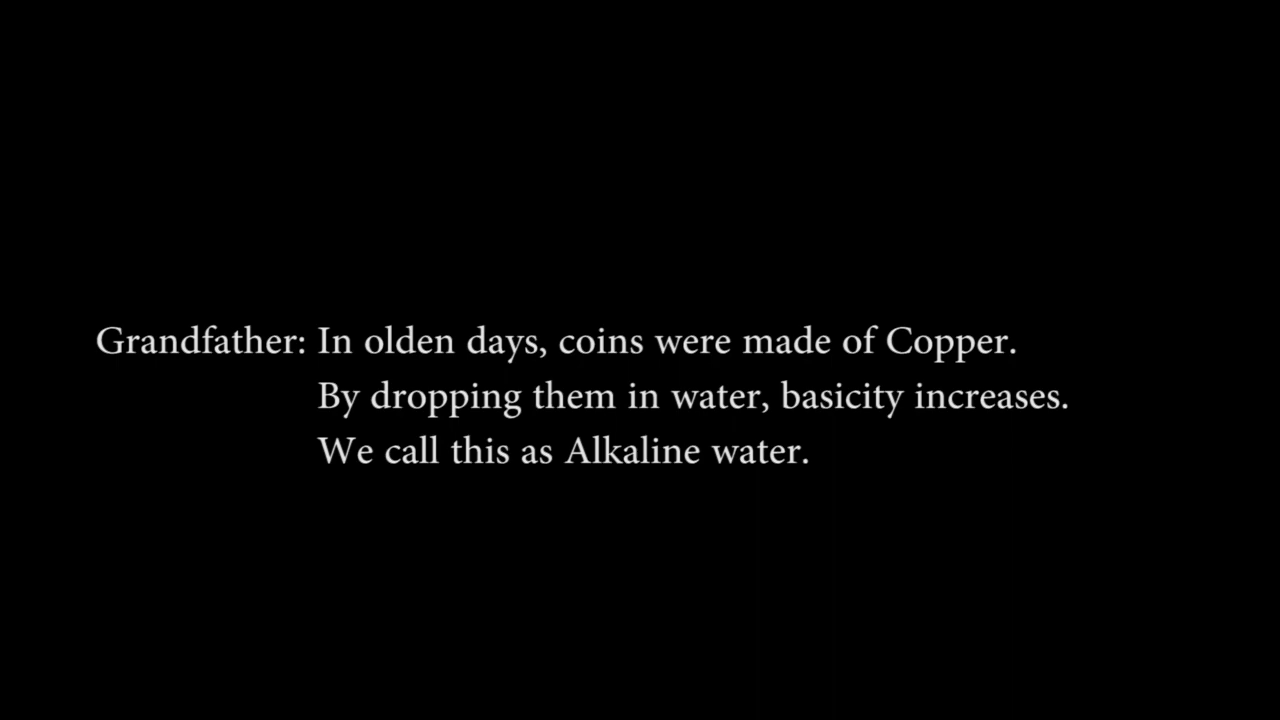 Grandfather: In olden days, coins were made of Copper.
By dropping them in water, basicity increases.
We call this as Alkaline water.